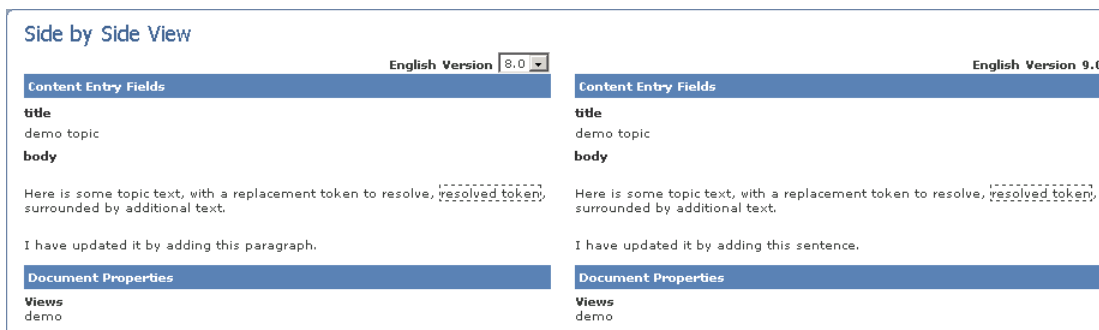 Side by Side View
English Version 8.0
Content Entry Fields
title
demo topic
body
Here is some topic text, with a replacement token to resolve, resolved token,
surrounded by additional text.
I have updated it by adding this paragraph.
Document Properties
Views
demo
English Version 9.0
Content Entry Fields
title
demo topic
body
Here is some topic text, with a replacement token to resolve, resolved token,
surrounded by additional text.
I have updated it by adding this sentence.
Document Properties
Views
demo